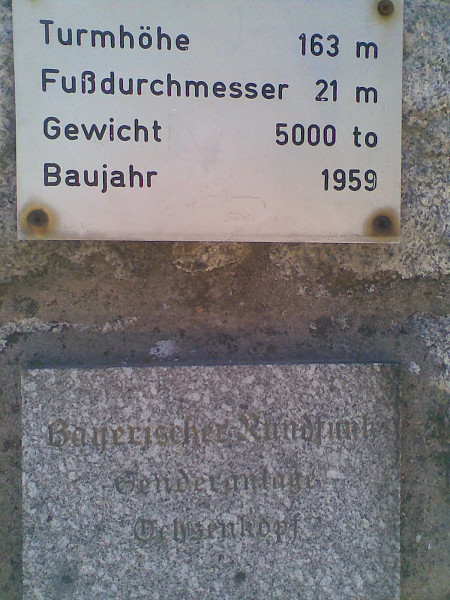 Turmhöhe 163 m
Fußdurchmesser 21 m
Gewicht 5000 to
Baujahr 1959
Bayerischer Rundfunk
Senderanlage
Ochsenkopf